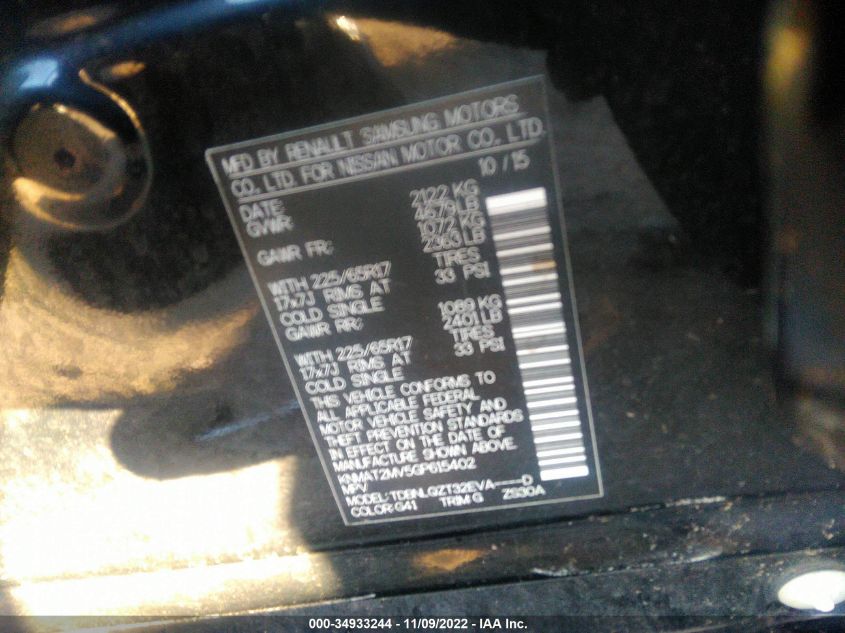 MFD BY RENAULT SAMSUNG MOTORS
CO, LTD. FOR NISSAN MOTOR CO., LTD.
DATE: 10 / 15
GVWR: 2122 KG
4679 LB
GAWR FR: 1072 KG
2363 LB
WITH 225/65R17 TIRES
17x7J RIMS AT 33 PSI
COLD SINGLE
GAWR RR: 1089 KG
2401 LB
WITH 225/65R17 TIRES
17x7J RIMS AT 33 PSI
COLD SINGLE
THIS VEHICLE CONFORMS TO
ALL APPLICABLE FEDERAL
MOTOR VEHICLE SAFETY AND
THEFT PREVENTION STANDARDS
IN EFFECT ON THE DATE OF
MANUFACTURE SHOWN ABOVE.
KNMAT2MV5GP615402
MPV
MODEL: TDBNLGZT32EVA----D
COLOR: G41 TRIM: G ZS30A
000-34933244 - 11/09/2022 - IAA Inc.